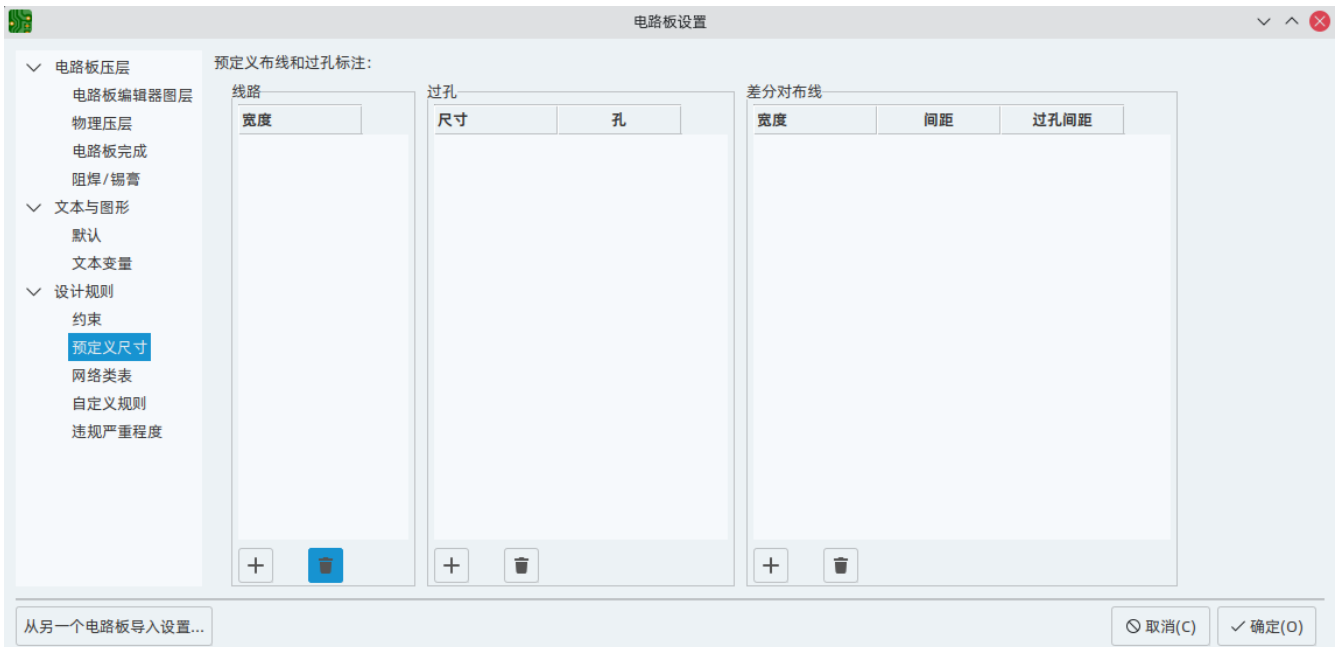 电路板设置
电路板压层
电路板编辑器图层
物理压层
电路板完成
阻焊/锡膏
文本与图形
默认
文本变量
设计规则
约束
预定义尺寸
网络类表
自定义规则
违规严重程度
预定义布线和过孔标注:
线路
宽度
过孔
尺寸 孔
差分对布线
宽度 间距 过孔间距
从另一个电路板导入设置...
取消(C) 确定(O)